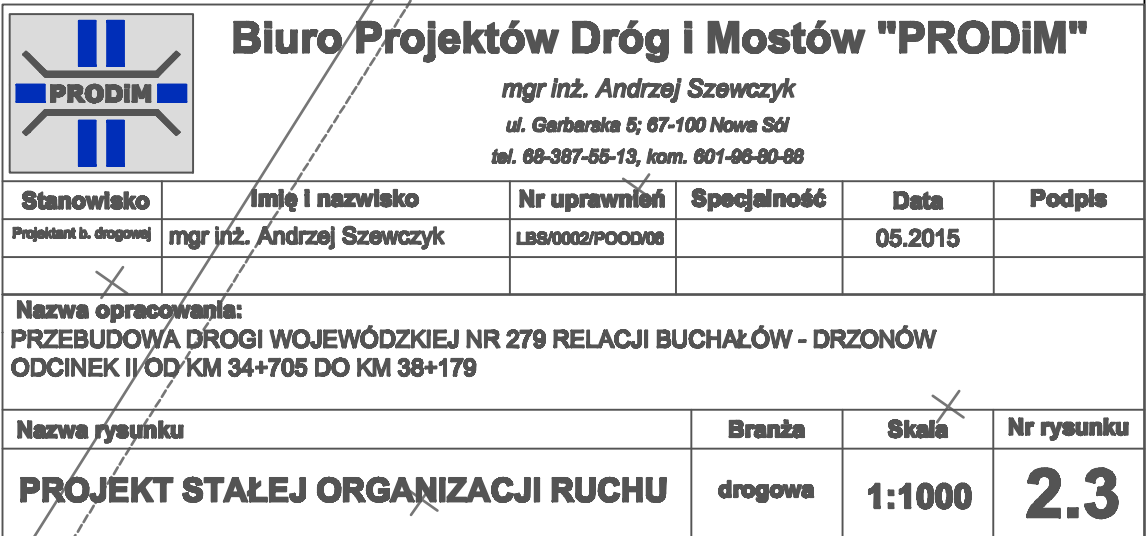 PRODiM
Biuro Projektów Dróg i Mostów "PRODiM"
mgr inż. Andrzej Szewczyk
ul. Garbarska 5; 67-100 Nowa Sól
tel. 68-387-55-13, kom. 601-96-80-88
Stanowisko Imię i nazwisko Nr uprawnień Specjalność Data Podpis
Projektant b. drogowej mgr inż. Andrzej Szewczyk LBS/0002/POOD/06 05.2015
Nazwa opracowania:
PRZEBUDOWA DROGI WOJEWÓDZKIEJ NR 279 RELACJI BUCHAŁÓW - DRZONÓW
ODCINEK II OD KM 34+705 DO KM 38+179
Nazwa rysunku Branża Skala Nr rysunku
PROJEKT STAŁEJ ORGANIZACJI RUCHU drogowa 1:1000 2.3